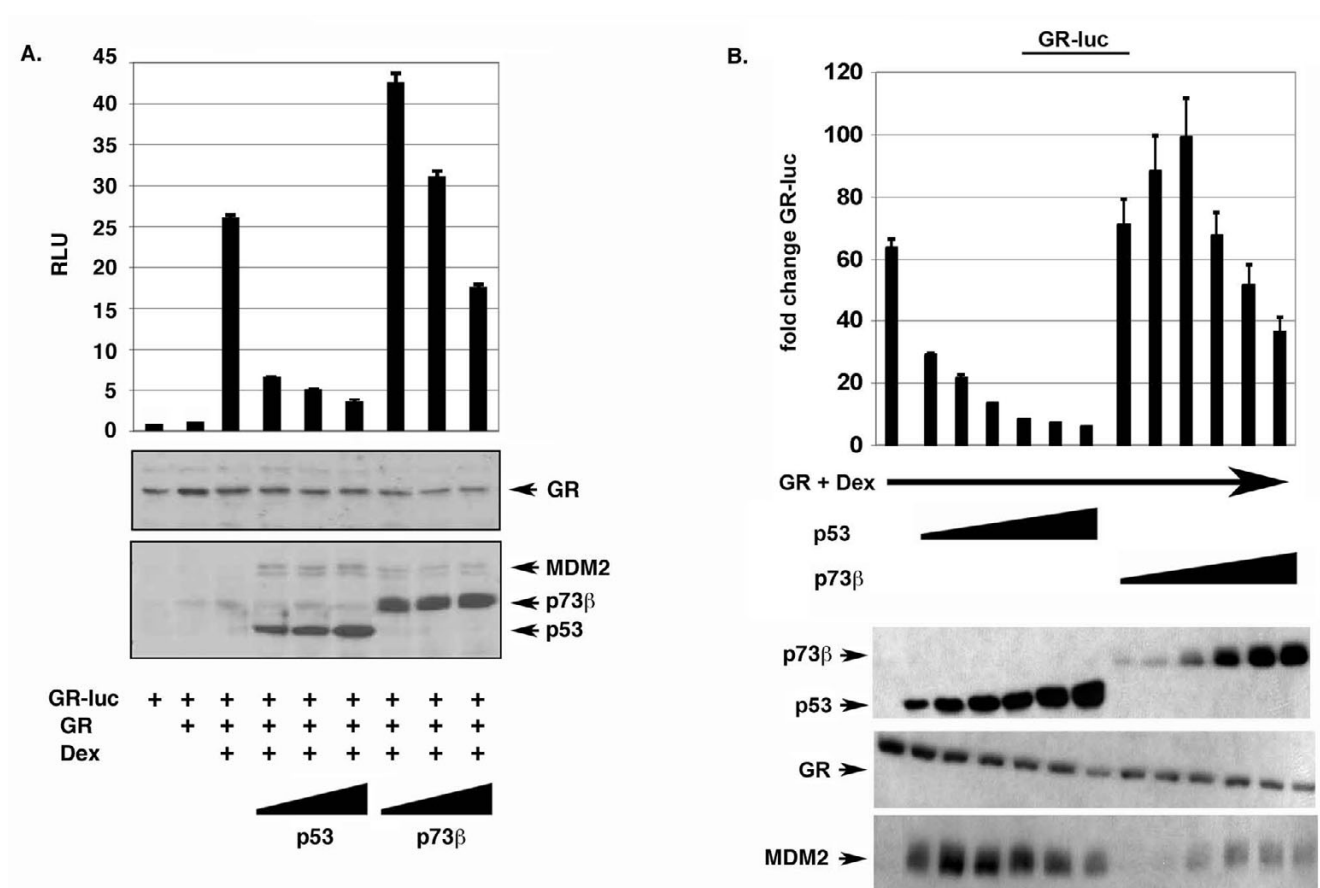 A.
45
40
35
30
25
20
15
10
5
0
RLU
GR
MDM2
p73β
p53
GR-luc + + + + + + + + +
GR + + + + + + + +
Dex + + + + + + +
p53 p73β
B.
GR-luc
120
100
80
60
40
20
0
fold change GR-luc
GR + Dex
p53
p73β
p73β
p53
GR
MDM2